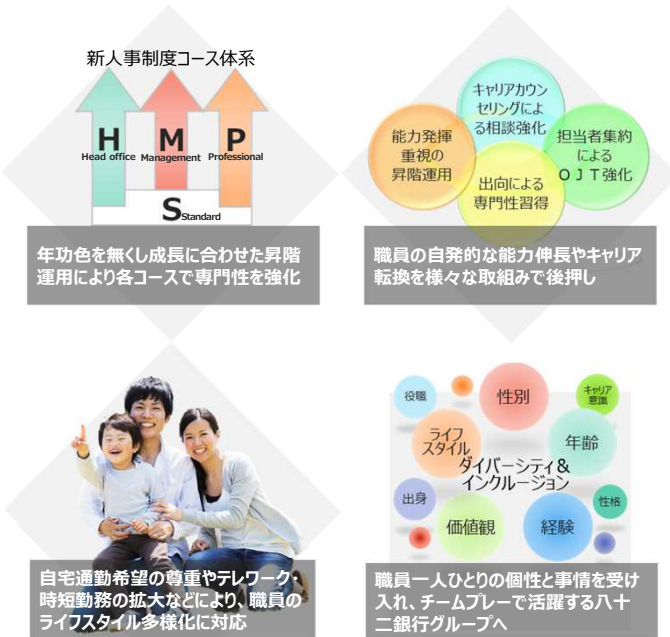 新人事制度コース体系
H
Head office
M
Management
P
Professional
S
Standard
年功色を無くし成長に合わせた昇階
運用により各コースで専門性を強化
キャリアカウン
セリングによ
る相談強化
能力発揮
重視の
昇階運用
担当者集約
による
OJT強化
出向による
専門性習得
職員の自発的な能力伸長やキャリア
転換を様々な取組みで後押し
自宅通勤希望の尊重やテレワーク・
時短勤務の拡大などにより、職員の
ライフスタイル多様化に対応
役職
性別
キャリア
意識
ライフ
スタイル
年齢
ダイバーシティ&
インクルージョン
出身
性格
価値観
経験
職員一人ひとりの個性と事情を受け
入れ、チームプレーで活躍する八十
二銀行グループへ